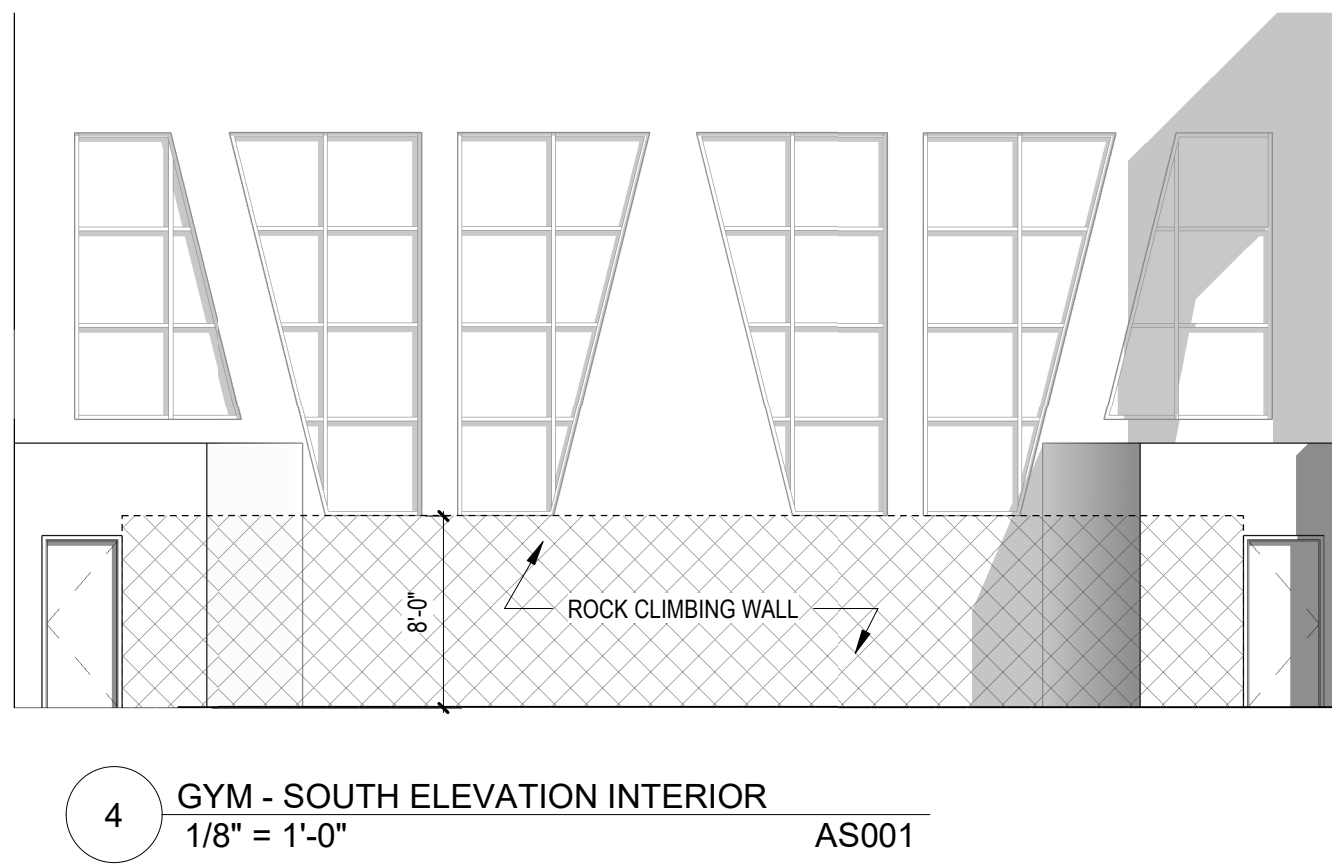 8'-0"
ROCK CLIMBING WALL
4
GYM - SOUTH ELEVATION INTERIOR
1/8" = 1'-0"
AS001